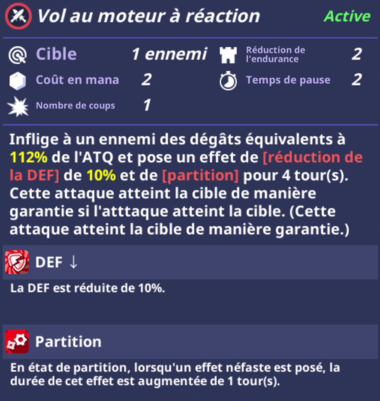 Vol au moteur à réaction Active
Cible 1 ennemi Réduction de l'endurance 2
Coût en mana 2 Temps de pause 2
Nombre de coups 1
Inflige à un ennemi des dégâts équivalents à
112% de l'ATQ et pose un effet de [réduction de
la DEF] de 10% et de [partition] pour 4 tour(s).
Cette attaque atteint la cible de manière
garantie si l'atttaque atteint la cible. (Cette
attaque atteint la cible de manière garantie.)
DEF ↓
La DEF est réduite de 10%.
Partition
En état de partition, lorsqu'un effet néfaste est posé, la
durée de cet effet est augmentée de 1 tour(s).